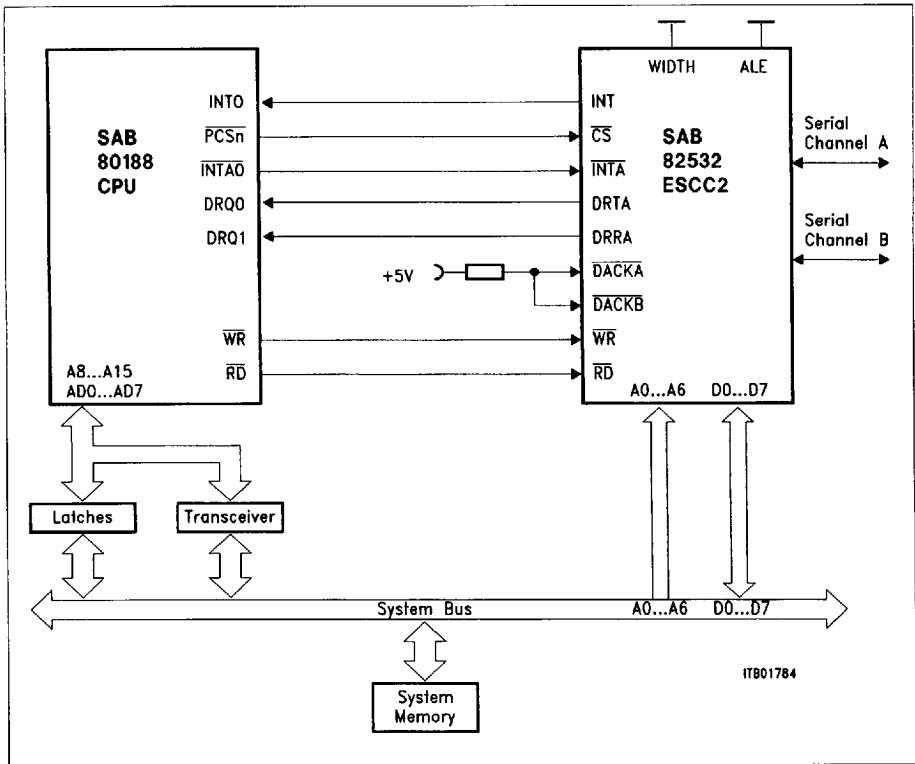 WIDTH ALE
INTO INT
SAB
80188
CPU
SAB
82532
ESCC2
PCSn CS
INTA0 INTA
DRQ0 DRTA
DRQ1 DRRA
+5V DACKA
DACKB
WR WR
RD RD
Serial
Channel A
Serial
Channel B
A8...A15
AD0...AD7
A0...A6 D0...D7
Latches
Transceiver
System Bus A0...A6 D0...D7
System
Memory
ITB01784